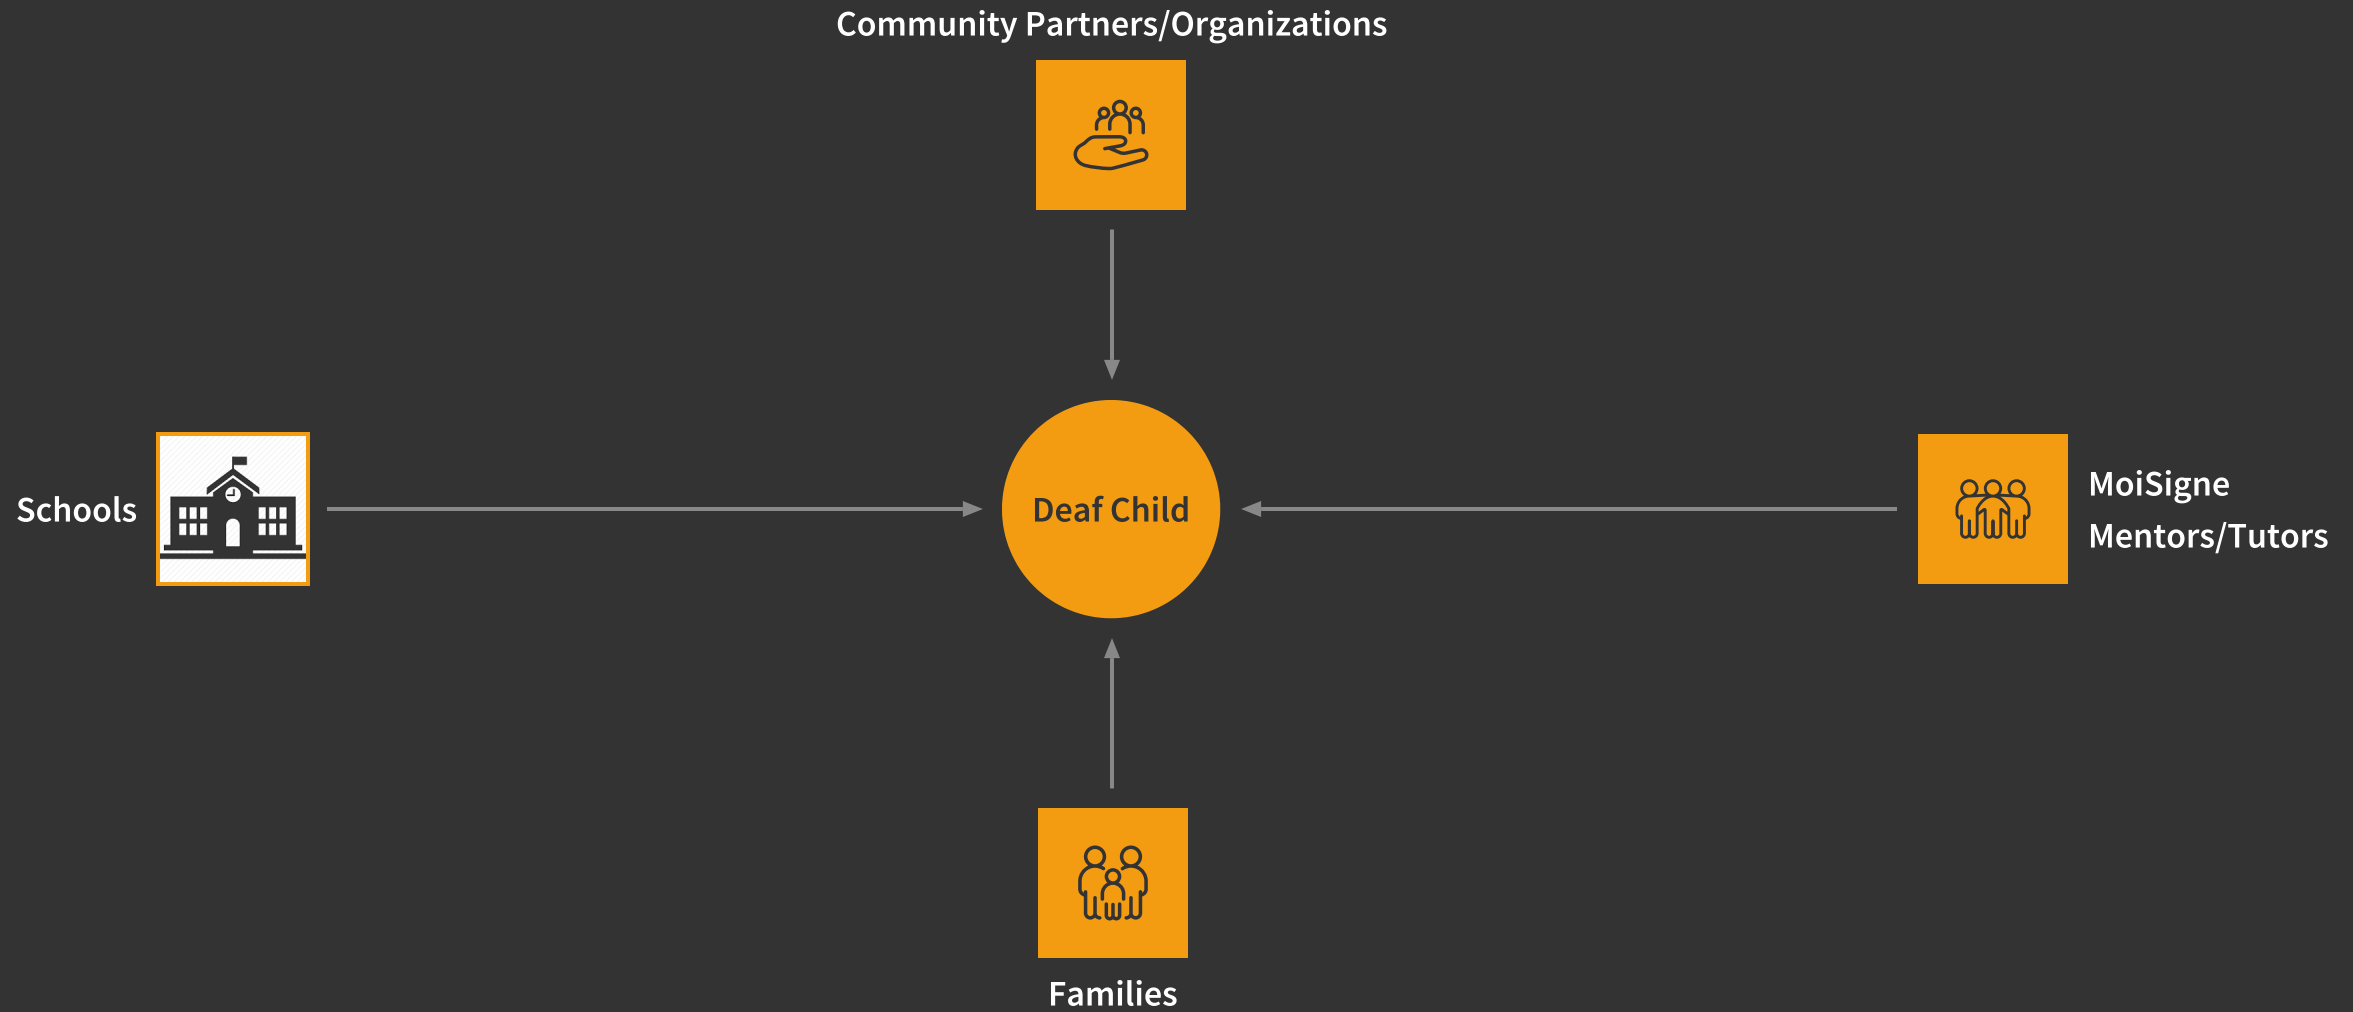 Community Partners/Organizations
Schools
Deaf Child
MoiSigne
Mentors/Tutors
Families